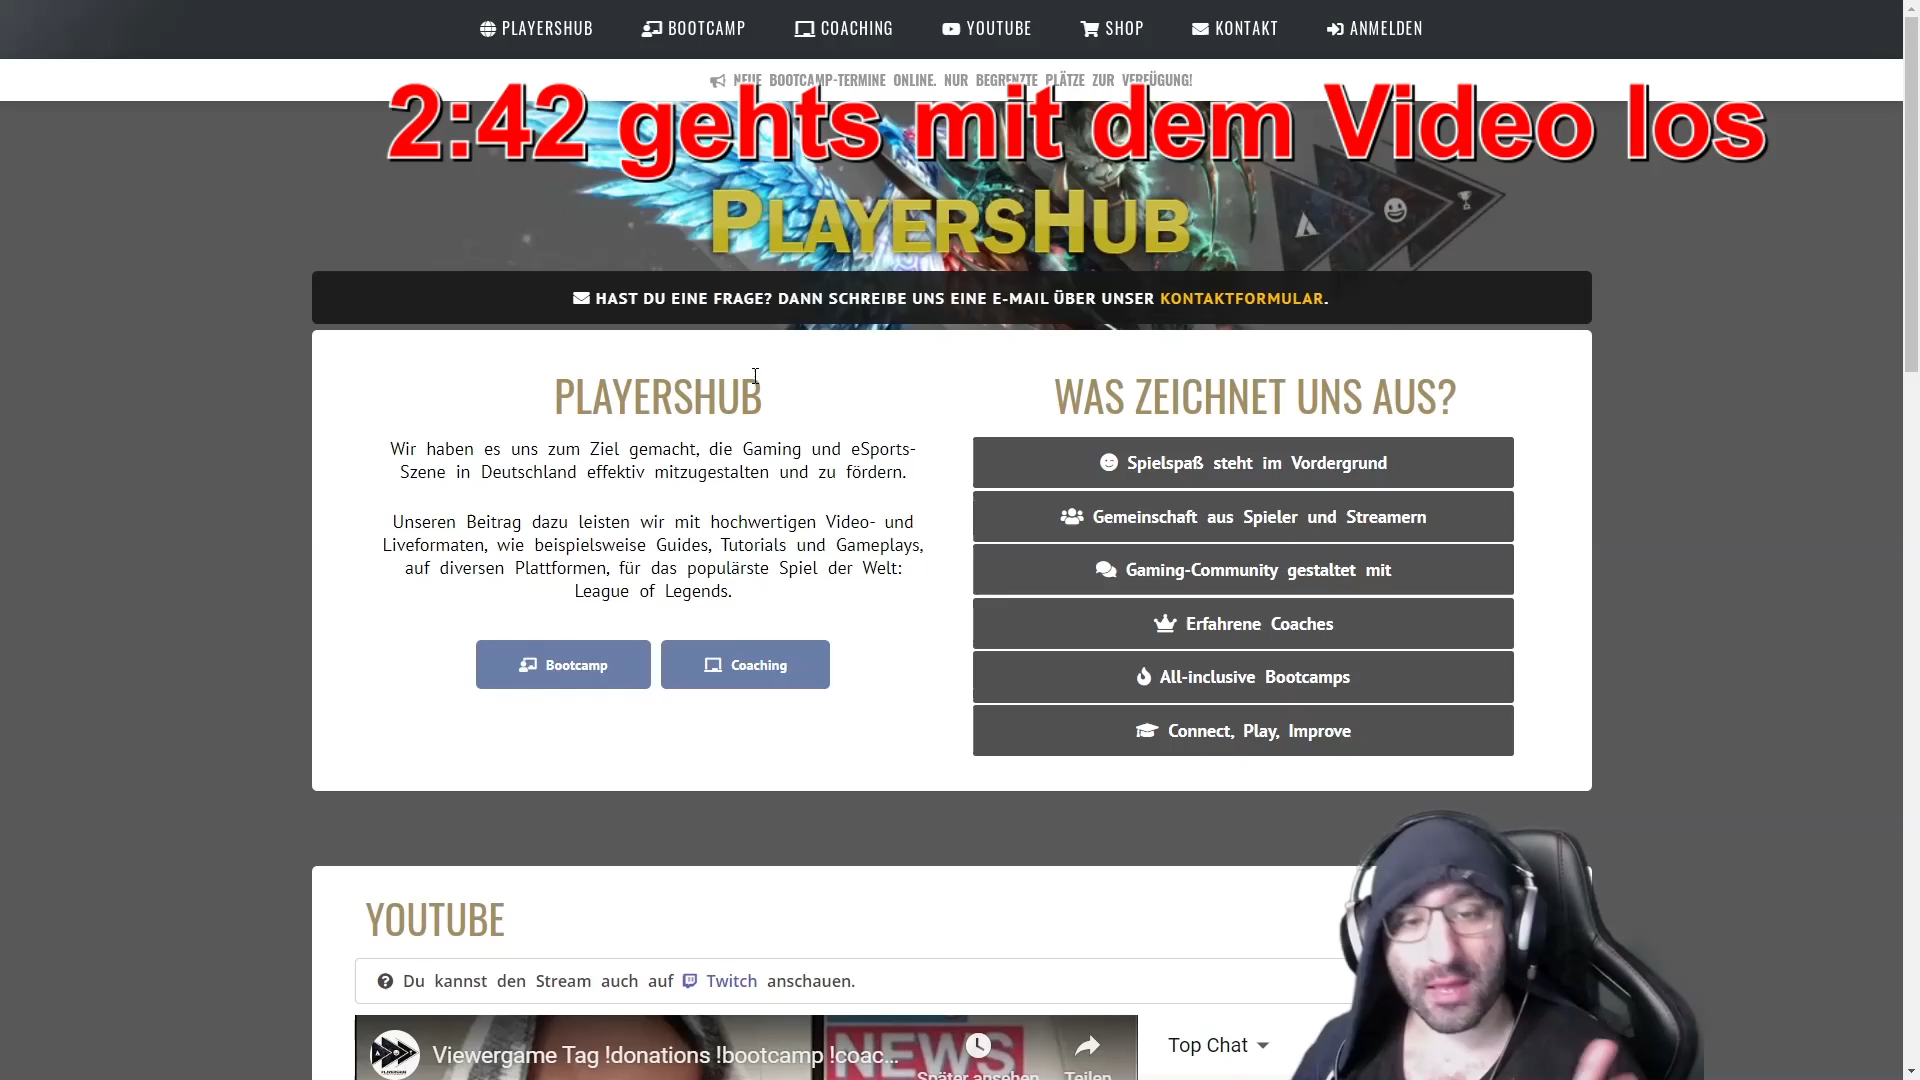 PLAYERSHUB BOOTCAMP COACHING YOUTUBE SHOP KONTAKT ANMELDEN
NEUE BOOTCAMP-TERMINE ONLINE. NUR BEGRENZTE PLÄTZE ZUR VERFÜGUNG!
2:42 gehts mit dem Video los
PLAYERSHUB
HAST DU EINE FRAGE? DANN SCHREIBE UNS EINE E-MAIL ÜBER UNSER KONTAKTFORMULAR.
PLAYERSHUB
Wir haben es uns zum Ziel gemacht, die Gaming und eSports-
Szene in Deutschland effektiv mitzugestalten und zu fördern.
Unseren Beitrag dazu leisten wir mit hochwertigen Video- und
Liveformaten, wie beispielsweise Guides, Tutorials und Gameplays,
auf diversen Plattformen, für das populärste Spiel der Welt:
League of Legends.
Bootcamp Coaching
WAS ZEICHNET UNS AUS?
Spielspaß steht im Vordergrund
Gemeinschaft aus Spieler und Streamern
Gaming-Community gestaltet mit
Erfahrene Coaches
All-inclusive Bootcamps
Connect, Play, Improve
YOUTUBE
Du kannst den Stream auch auf Twitch anschauen.
Viewergame Tag !donations !bootcamp !coac...
NEWS
Später ansehen
Teilen
Top Chat